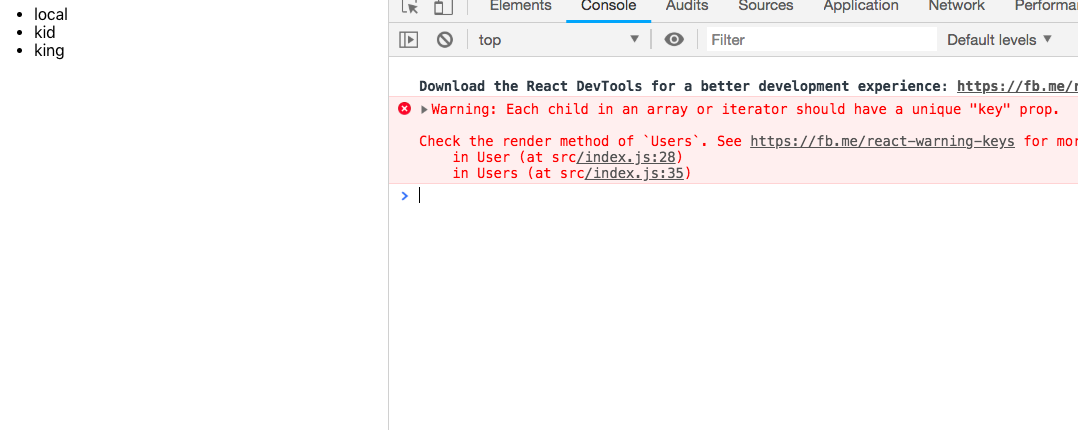 local
kid
king
Elements Console Audits Sources Application Network Performa
top Filter Default levels
Download the React DevTools for a better development experience: https://fb.me/r
Warning: Each child in an array or iterator should have a unique "key" prop.
Check the render method of `Users`. See https://fb.me/react-warning-keys for mor
in User (at src/index.js:28)
in Users (at src/index.js:35)